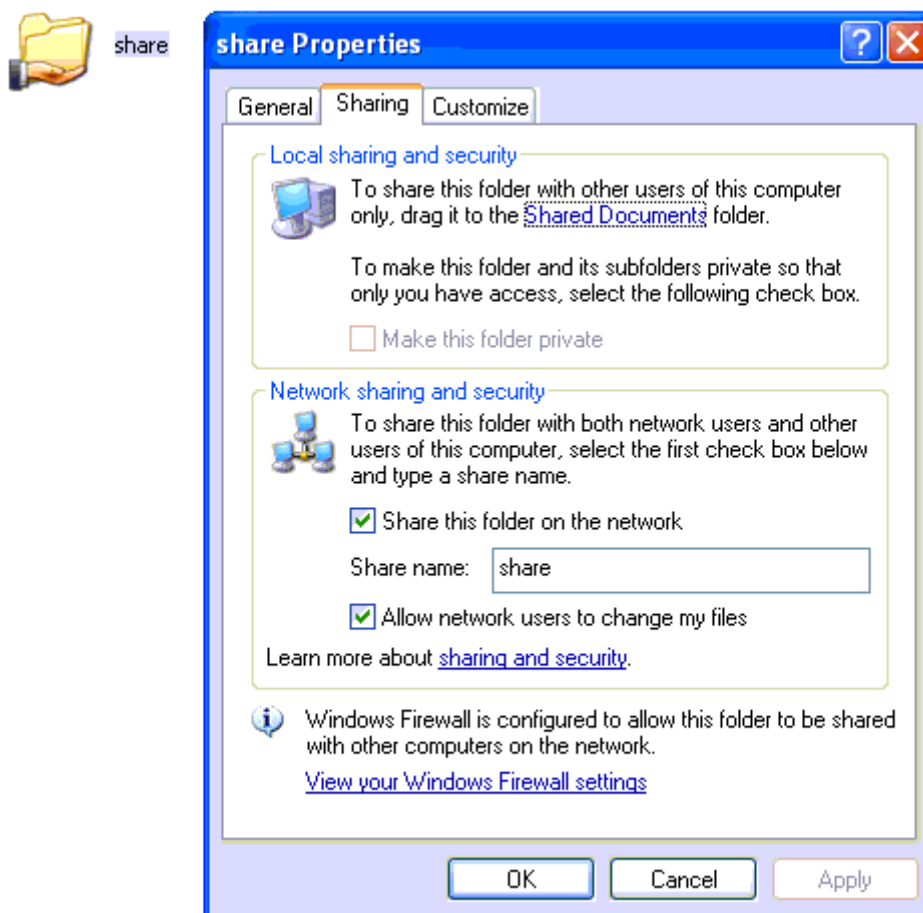 share
share Properties
General Sharing Customize
Local sharing and security
To share this folder with other users of this computer
only, drag it to the Shared Documents folder.
To make this folder and its subfolders private so that
only you have access, select the following check box.
Make this folder private
Network sharing and security
To share this folder with both network users and other
users of this computer, select the first check box below
and type a share name.
Share this folder on the network
Share name: share
Allow network users to change my files
Learn more about sharing and security.
Windows Firewall is configured to allow this folder to be shared
with other computers on the network.
View your Windows Firewall settings
OK Cancel Apply